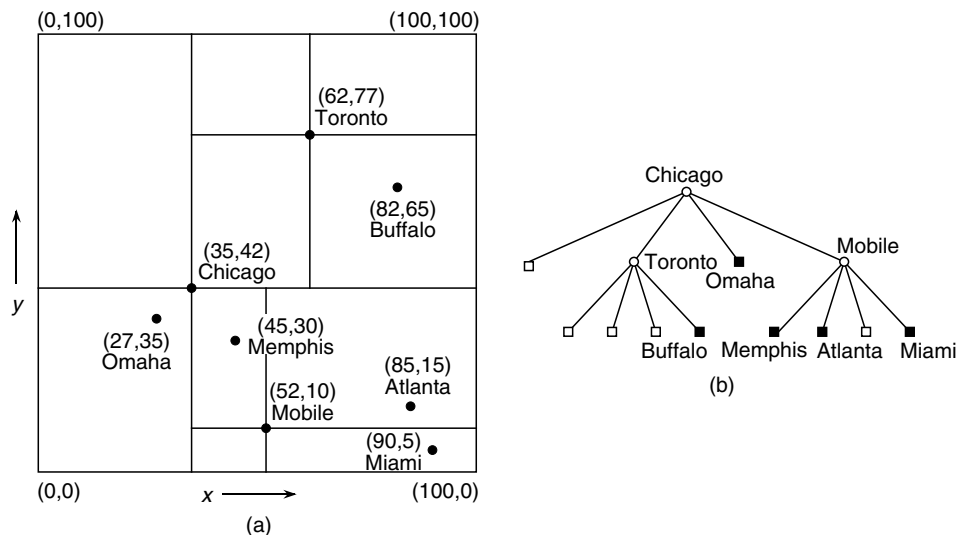 (0,100)
(100,100)
(62,77)
Toronto
(82,65)
Buffalo
(35,42)
Chicago
y
(27,35)
Omaha
(45,30)
Memphis
(85,15)
Atlanta
(52,10)
Mobile
(90,5)
Miami
(0,0)
x
(100,0)
(a)
Chicago
Toronto
Omaha
Mobile
Buffalo
Memphis
Atlanta
Miami
(b)